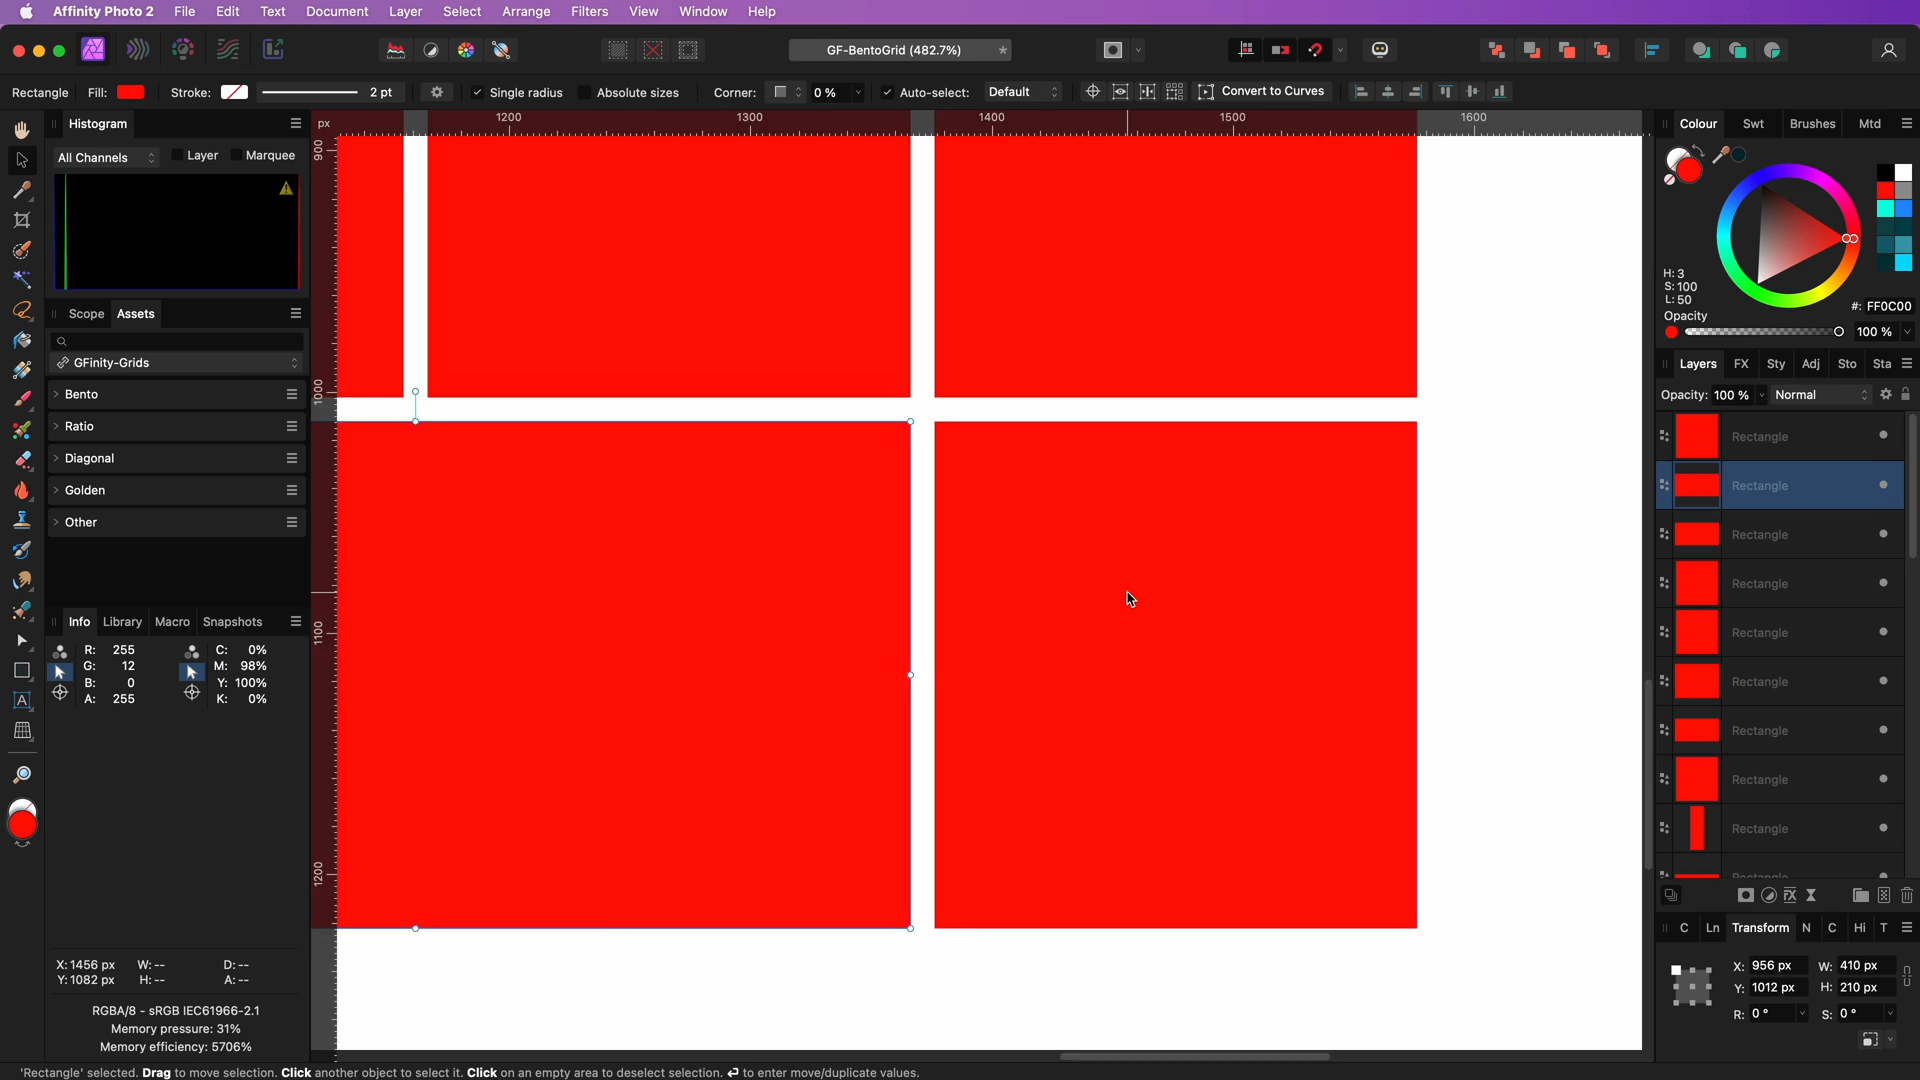 Affinity Photo 2 File Edit Text Document Layer Select Arrange Filters View Window Help
GF-BentoGrid (482.7%)
*
Rectangle Fill: Stroke: 2 pt Single radius Absolute sizes Corner: 0 % Auto-select: Default Convert to Curves
Histogram
All Channels Layer Marquee
Scope Assets
GFinity-Grids
Bento
Ratio
Diagonal
Golden
Other
Info Library Macro Snapshots
R: 255 C: 0%
G: 12 M: 98%
B: 0 Y: 100%
A: 255 K: 0%
X: 1456 px W: -- D: --
Y: 1082 px H: -- A: --
RGBA/8 - sRGB IEC61966-2.1
Memory pressure: 31%
Memory efficiency: 5706%
px 1200 1300 1400 1500 1600
900
1000
1100
1200
Colour Swt Brushes Mtd
H: 3
S: 100
L: 50
#: FF0C00
Opacity
100 %
Layers FX Sty Adj Sto Sta
Opacity: 100 % Normal
Rectangle
Rectangle
Rectangle
Rectangle
Rectangle
Rectangle
Rectangle
Rectangle
Rectangle
Rectangle
C Ln Transform N C Hi T
X: 956 px W: 410 px
Y: 1012 px H: 210 px
R: 0 ° S: 0 °
'Rectangle' selected. Drag to move selection. Click another object to select it. Click on an empty area to deselect selection. ⏎ to enter move/duplicate values.